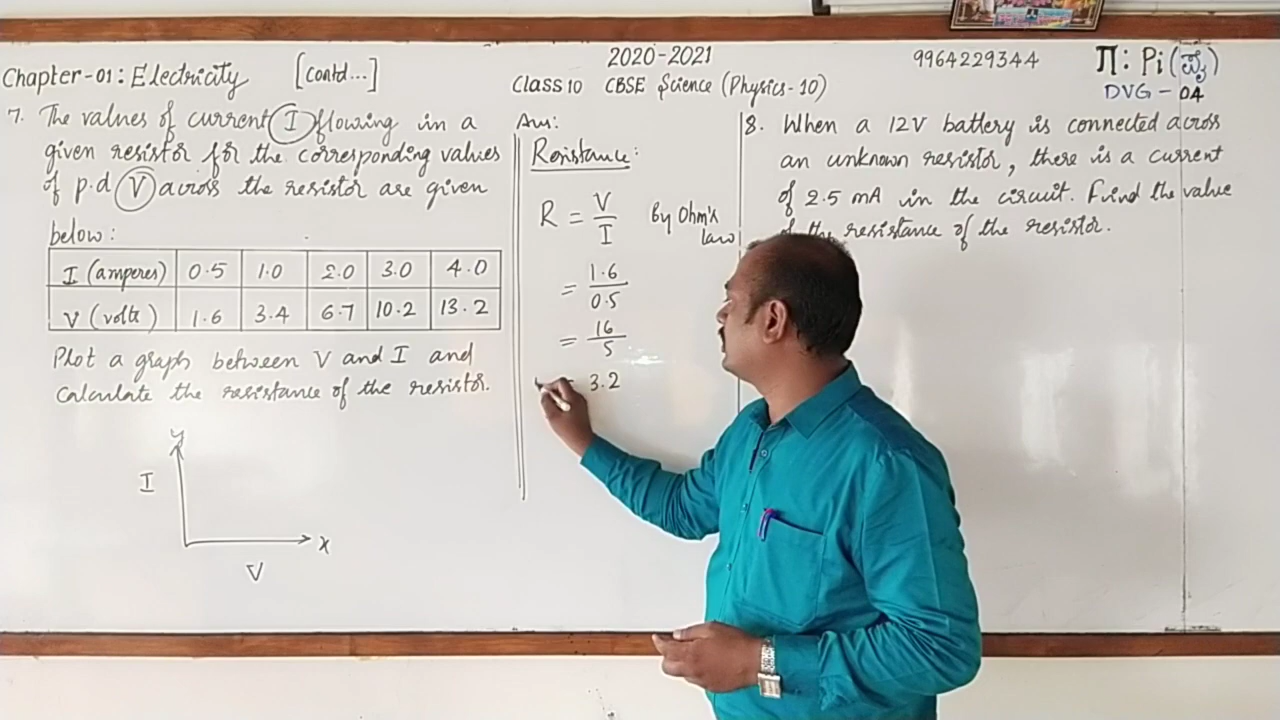 2020-2021
9964229344
π: Pi (ಪೈ)
DVG - 04
Chapter-01: Electricity [Contd...]
Class 10 CBSE Science (Physics-10)
7. The values of current I flowing in a
given resistor for the corresponding values
of p.d V across the resistor are given
below:
I (amperes) 0.5 1.0 2.0 3.0 4.0
V (volts) 1.6 3.4 6.7 10.2 13.2
Plot a graph between V and I and
Calculate the resistance of the resistor.
y
I
x
V
Ans:
Resistance:
R = V/I By Ohm's
law
= 1.6/0.5
= 16/5
3.2
8. When a 12V battery is connected across
an unknown resistor, there is a current
of 2.5 mA in the circuit. Find the value
of the resistance of the resistor.